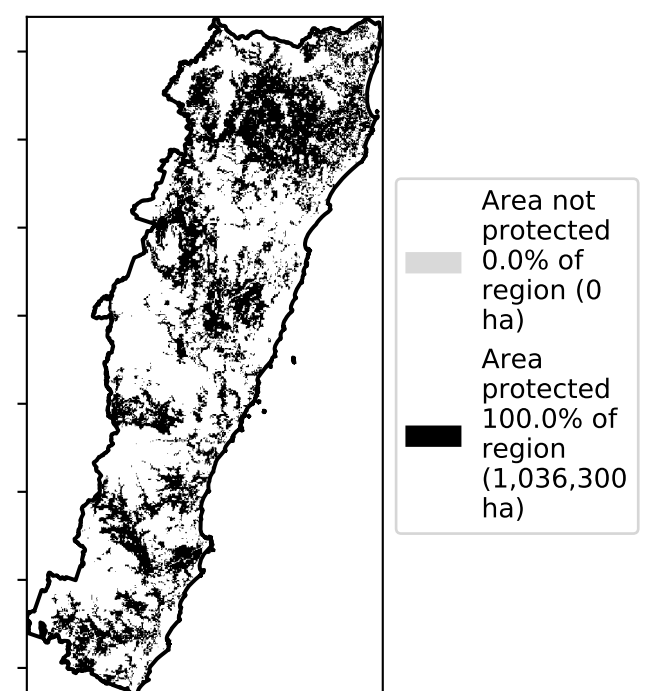 Area not
protected
0.0% of
region (0
ha)
Area
protected
100.0% of
region
(1,036,300
ha)